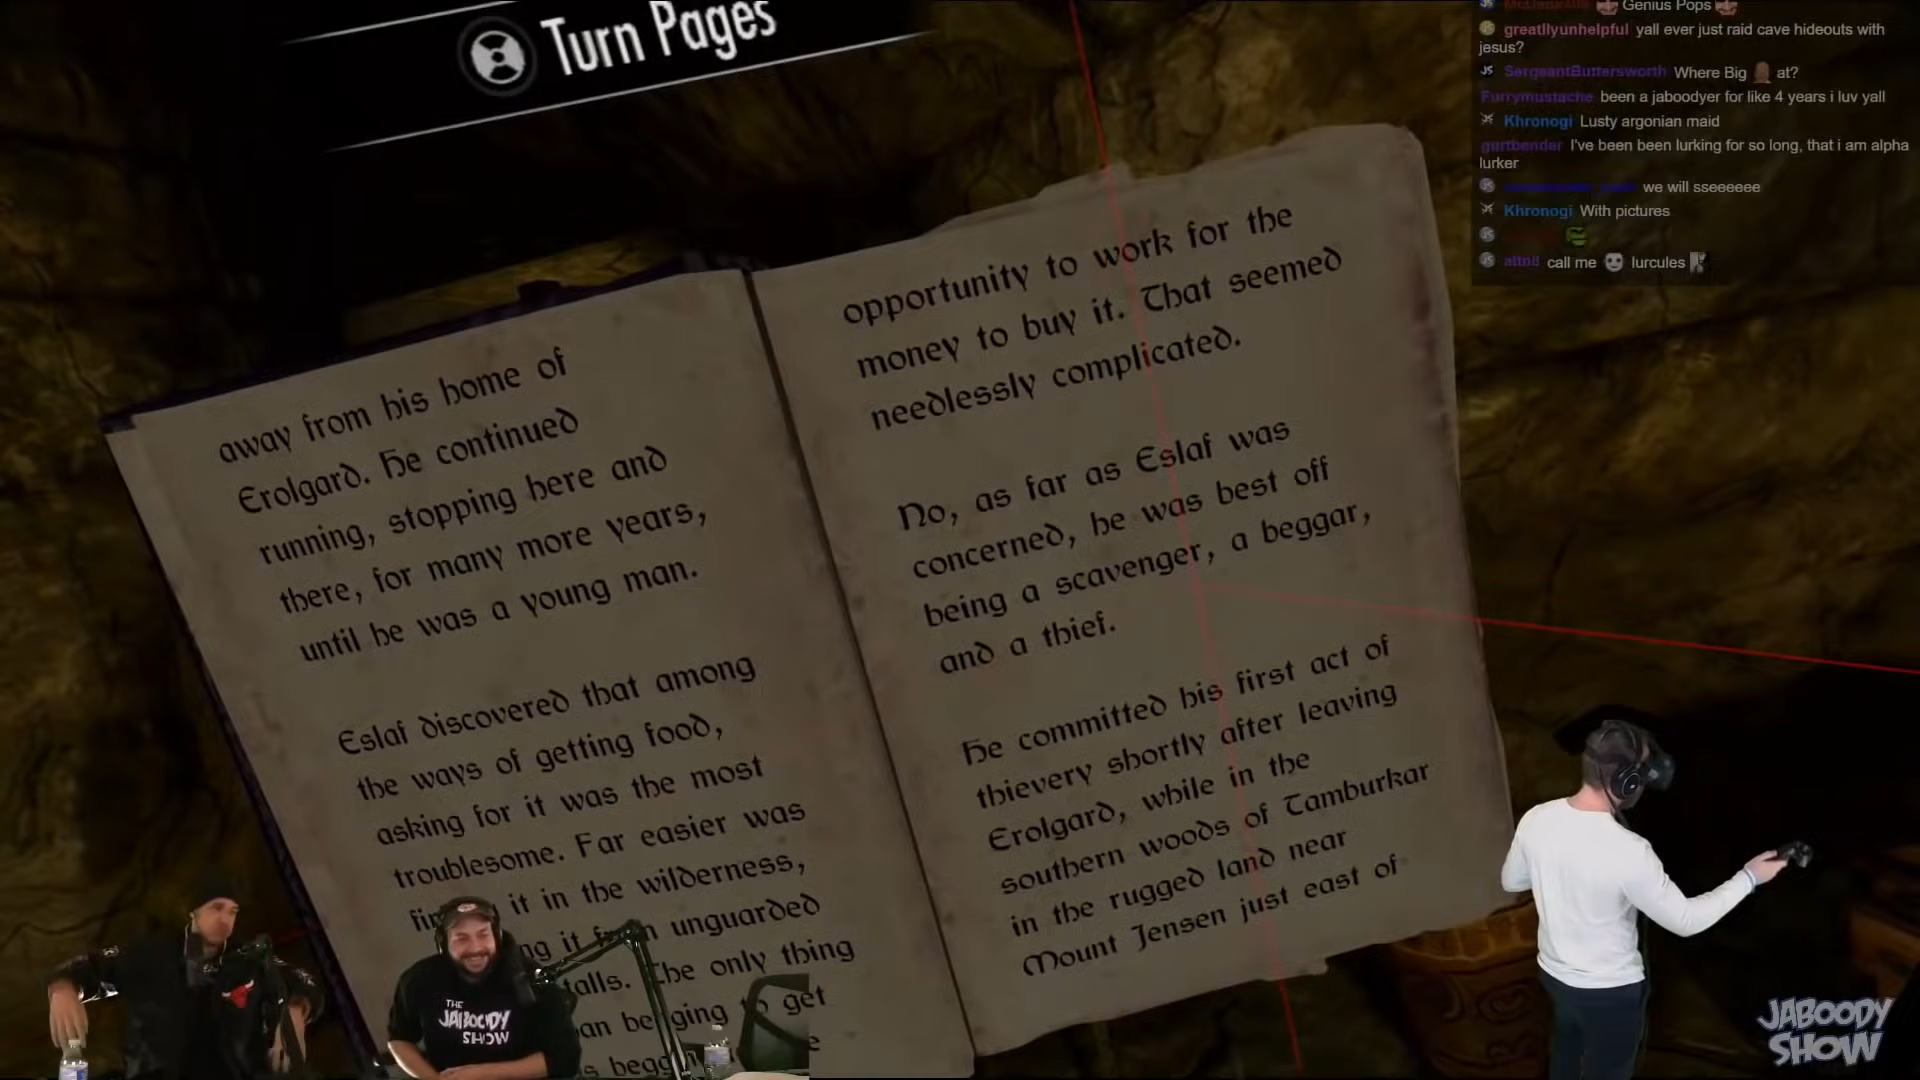 Turn Pages
away from his home of
Erolgard. He continued
running, stopping here and
there, for many more years,
until he was a young man.
Eslaf discovered that among
the ways of getting food,
asking for it was the most
troublesome. Far easier was
it in the wilderness,
unguarded
The only thing
get
opportunity to work for the
money to buy it. That seemed
needlessly complicated.
No, as far as Eslaf was
concerned, he was best off
being a scavenger, a beggar,
and a thief.
He committed his first act of
thievery shortly after leaving
Erolgard, while in the
southern woods of Tamburkar
in the rugged land near
Mount Jensen just east of
Genius Pops
greatllyunhelpful yall ever just raid cave hideouts with
jesus?
SergeantButtersworth Where Big at?
Furrymustache been a jaboodyer for like 4 years i luv yall
Khronogi Lusty argonian maid
gurtbender I've been been lurking for so long, that i am alpha
lurker
we will sseeeeee
Khronogi With pictures
call me lurcules
THE
JABOODY
SHOW
JABOODY
SHOW